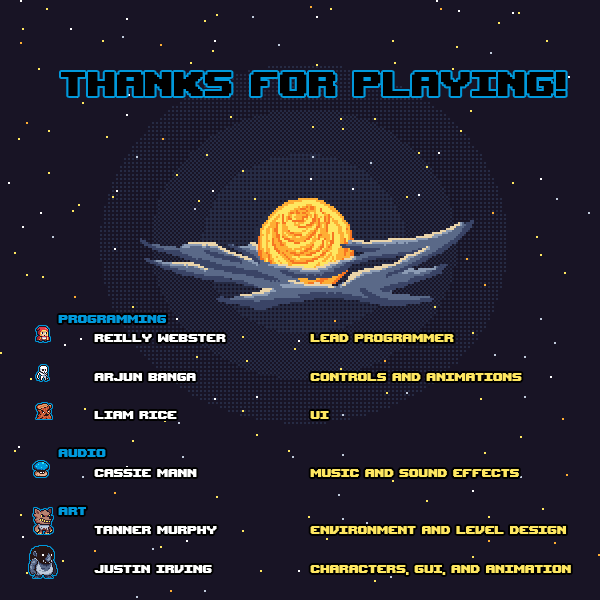 THANKS FOR PLAYING!
PROGRAMMING
REILLY WEBSTER LEAD PROGRAMMER
ARJUN BANGA CONTROLS AND ANIMATIONS
LIAM RICE UI
AUDIO
CASSIE MANN MUSIC AND SOUND EFFECTS
ART
TANNER MURPHY ENVIRONMENT AND LEVEL DESIGN
JUSTIN IRVING CHARACTERS, GUI, AND ANIMATION